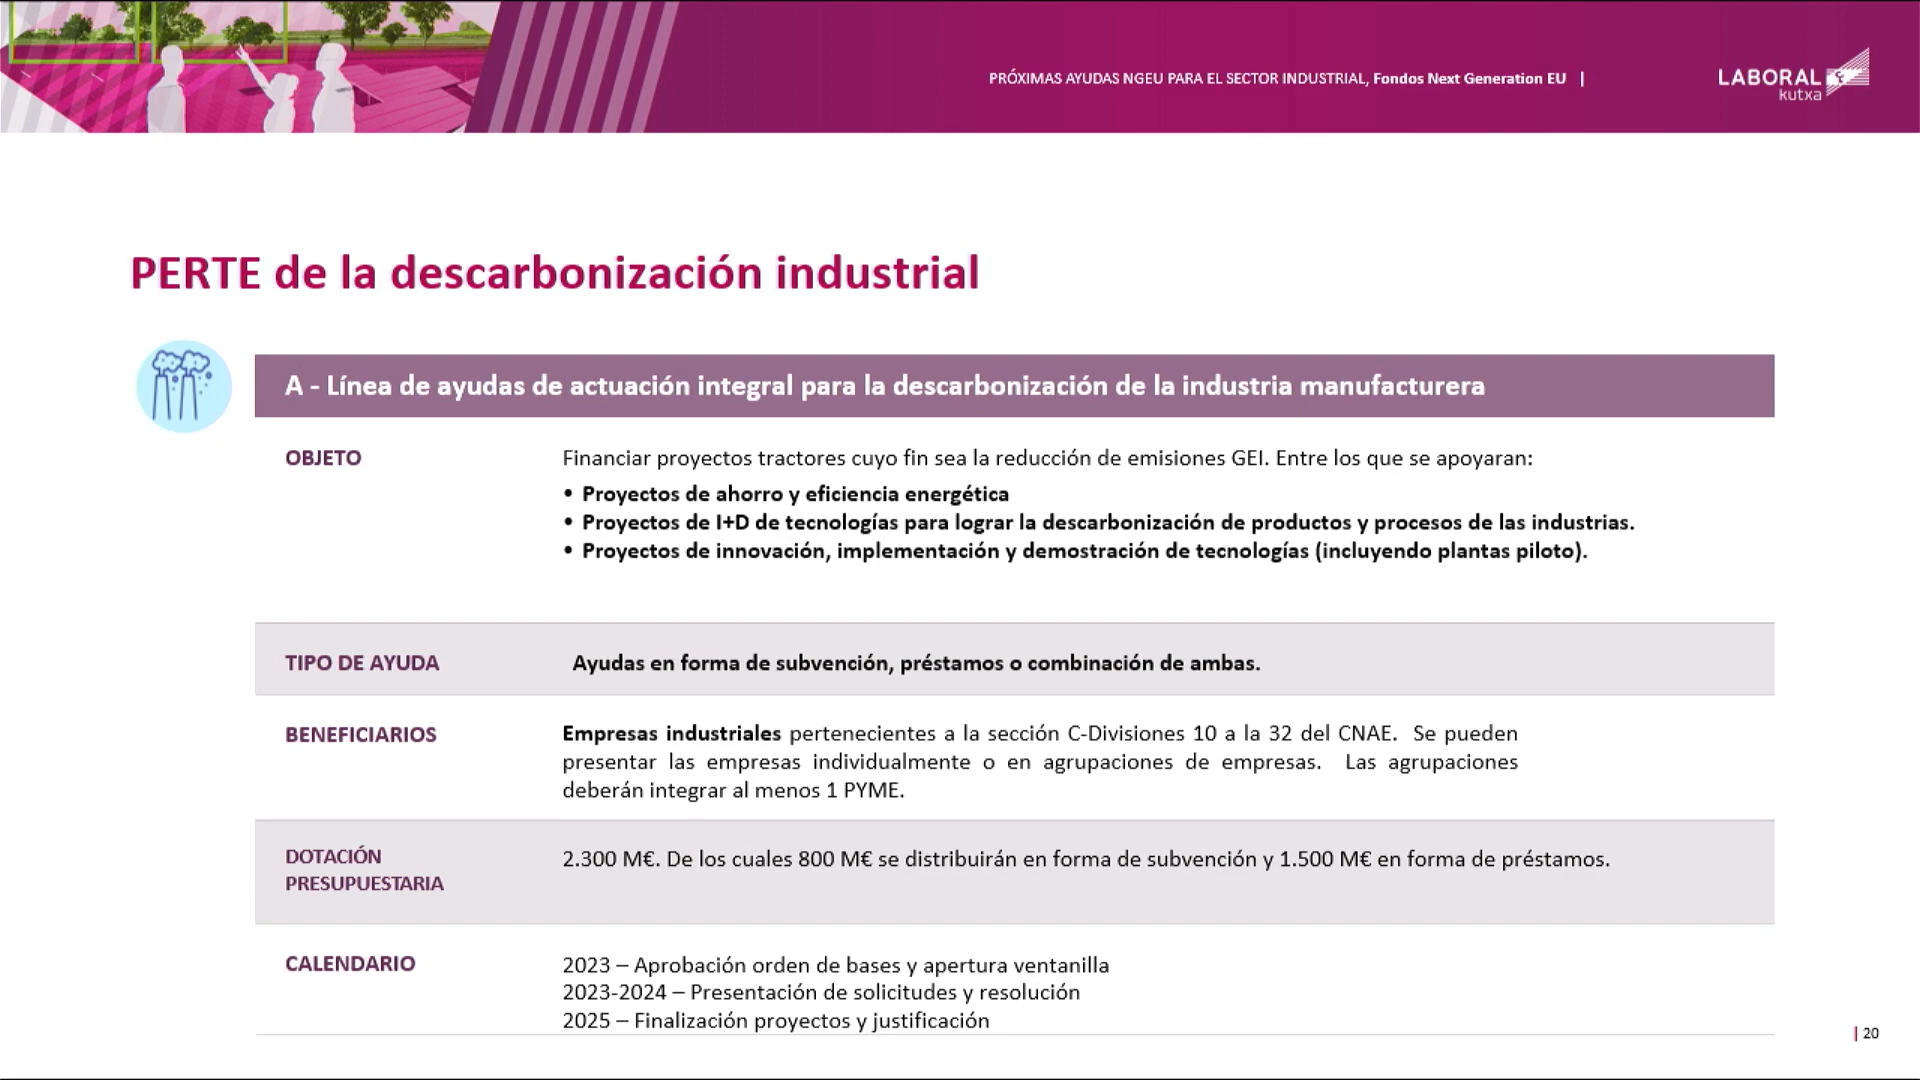 PRÓXIMAS AYUDAS NGEU PARA EL SECTOR INDUSTRIAL, Fondos Next Generation EU |
LABORAL
kutxa
PERTE de la descarbonización industrial
A - Línea de ayudas de actuación integral para la descarbonización de la industria manufacturera
OBJETO
Financiar proyectos tractores cuyo fin sea la reducción de emisiones GEI. Entre los que se apoyaran:
• Proyectos de ahorro y eficiencia energética
• Proyectos de I+D de tecnologías para lograr la descarbonización de productos y procesos de las industrias.
• Proyectos de innovación, implementación y demostración de tecnologías (incluyendo plantas piloto).
TIPO DE AYUDA
Ayudas en forma de subvención, préstamos o combinación de ambas.
BENEFICIARIOS
Empresas industriales pertenecientes a la sección C-Divisiones 10 a la 32 del CNAE. Se pueden
presentar las empresas individualmente o en agrupaciones de empresas. Las agrupaciones
deberán integrar al menos 1 PYME.
DOTACIÓN
PRESUPUESTARIA
2.300 M€. De los cuales 800 M€ se distribuirán en forma de subvención y 1.500 M€ en forma de préstamos.
CALENDARIO
2023 – Aprobación orden de bases y apertura ventanilla
2023-2024 – Presentación de solicitudes y resolución
2025 – Finalización proyectos y justificación
| 20